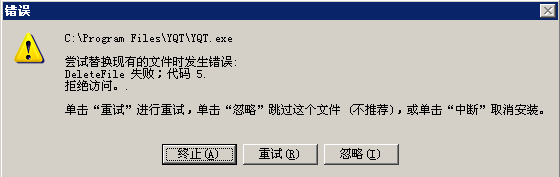 错误
C:\Program Files\YQT\YQT.exe
尝试替换现有的文件时发生错误:
DeleteFile 失败；代码 5.
拒绝访问。.
单击“重试”进行重试，单击“忽略”跳过这个文件 (不推荐)，或单击“中断”取消安装。
终止(A) 重试(R) 忽略(I)